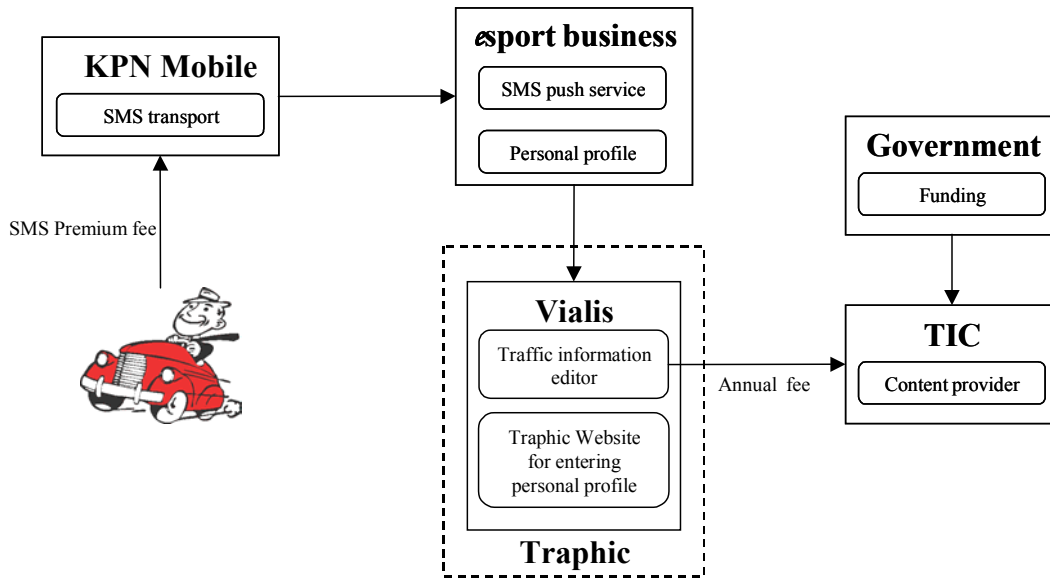 KPN Mobile
SMS transport
SMS Premium fee
esport business
SMS push service
Personal profile
Government
Funding
Vialis
Traffic information
editor
Traphic Website
for entering
personal profile
Traphic
Annual fee
TIC
Content provider